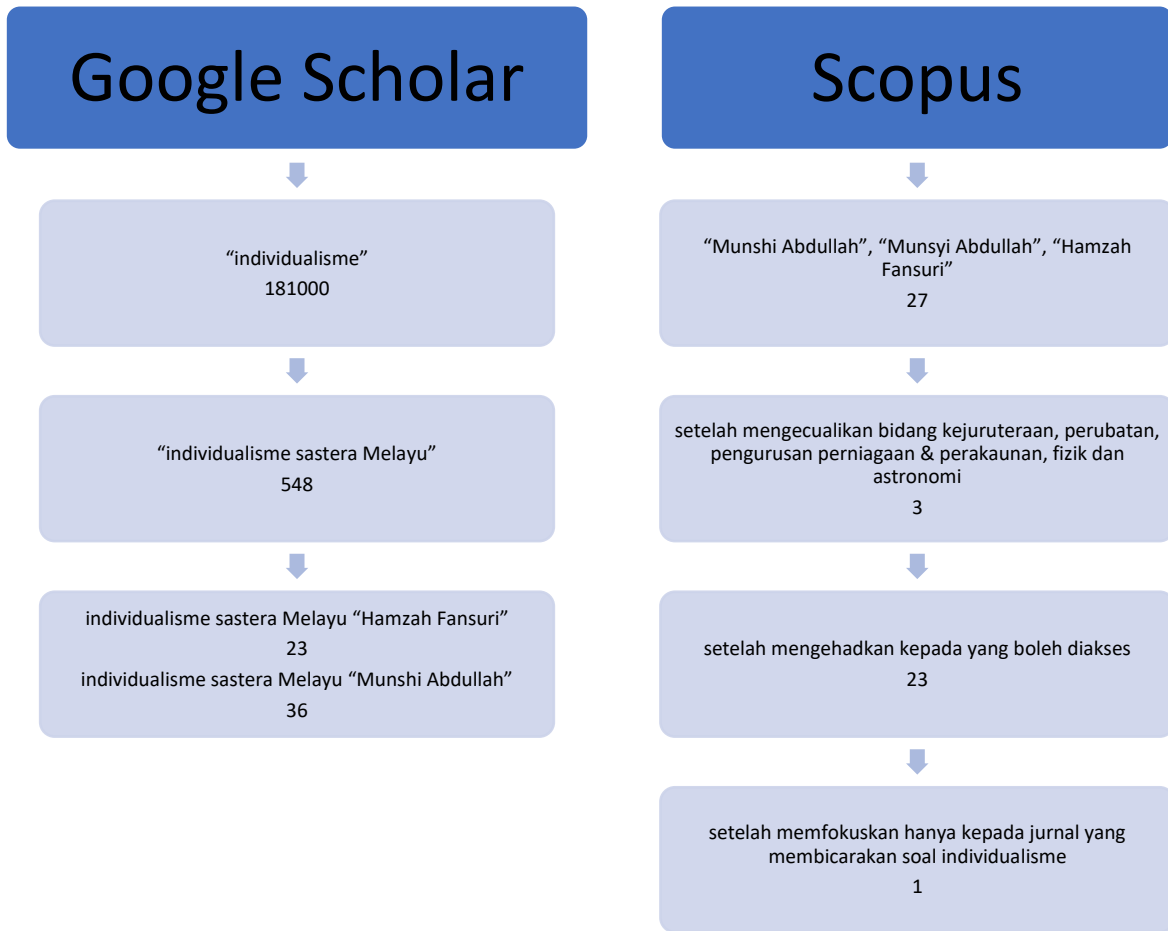 Google Scholar
“individualisme”
181000
“individualisme sastera Melayu”
548
individualisme sastera Melayu “Hamzah Fansuri”
23
individualisme sastera Melayu “Munshi Abdullah”
36
Scopus
“Munshi Abdullah”, “Munsyi Abdullah”, “Hamzah
Fansuri”
27
setelah mengecualikan bidang kejuruteraan, perubatan,
pengurusan perniagaan & perakaunan, fizik dan
astronomi
3
setelah mengehadkan kepada yang boleh diakses
23
setelah memfokuskan hanya kepada jurnal yang
membicarakan soal individualisme
1